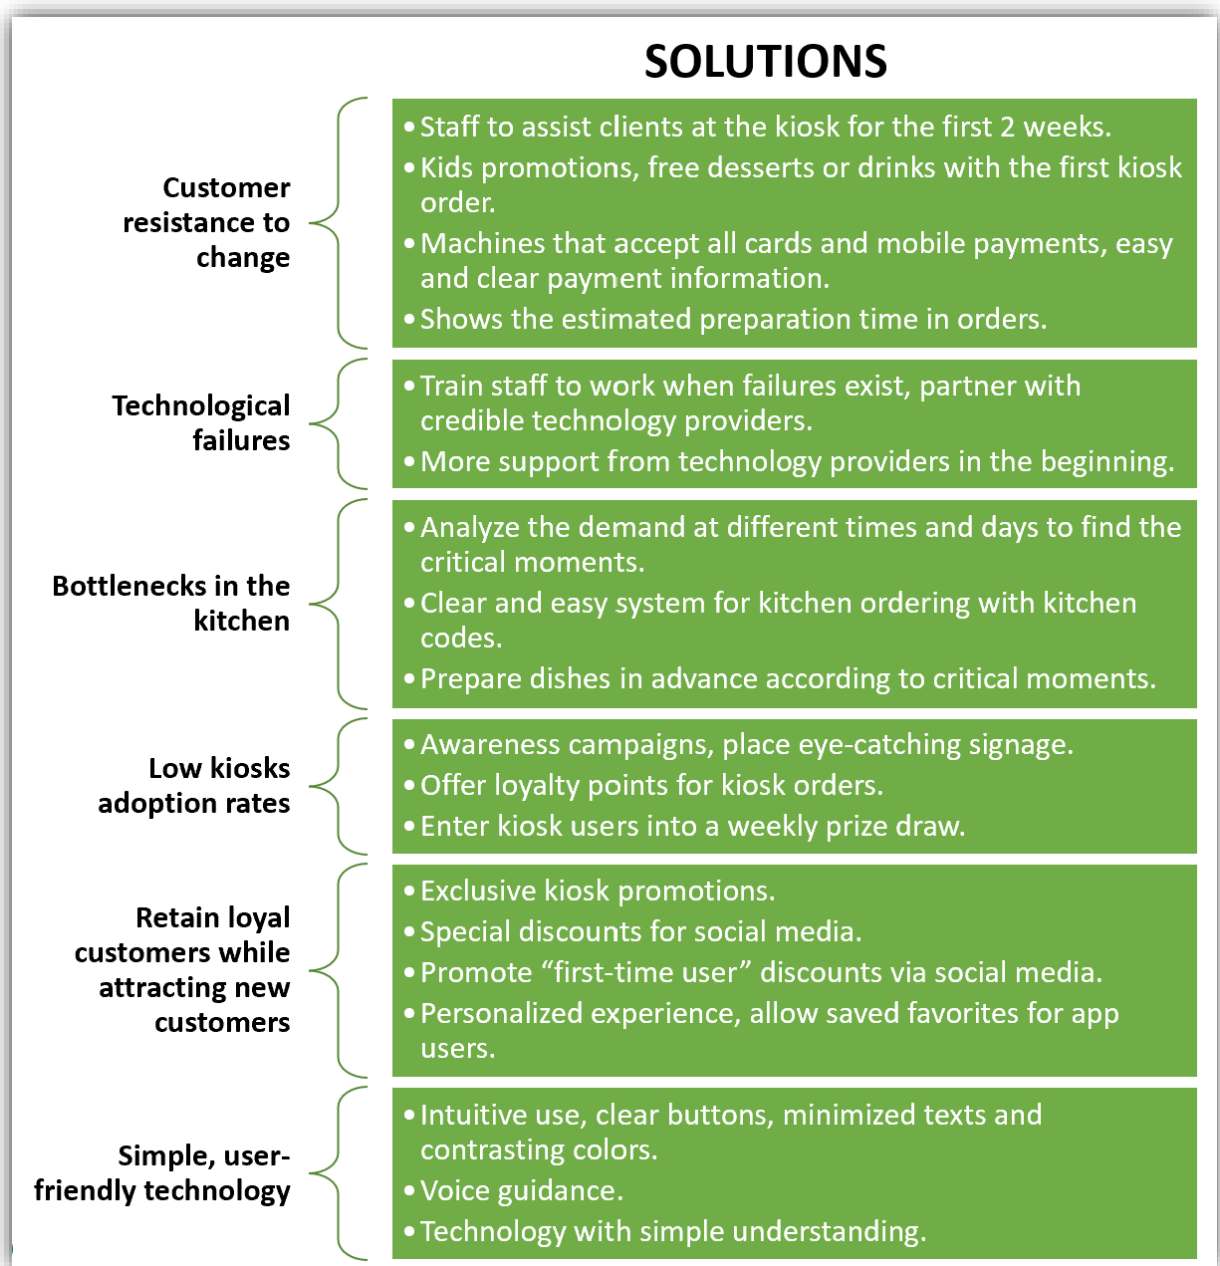 SOLUTIONS
Customer
resistance to
change
• Staff to assist clients at the kiosk for the first 2 weeks.
• Kids promotions, free desserts or drinks with the first kiosk
order.
• Machines that accept all cards and mobile payments, easy
and clear payment information.
• Shows the estimated preparation time in orders.
Technological
failures
• Train staff to work when failures exist, partner with
credible technology providers.
• More support from technology providers in the beginning.
Bottlenecks in the
kitchen
• Analyze the demand at different times and days to find the
critical moments.
• Clear and easy system for kitchen ordering with kitchen
codes.
• Prepare dishes in advance according to critical moments.
Low kiosks
adoption rates
• Awareness campaigns, place eye-catching signage.
• Offer loyalty points for kiosk orders.
• Enter kiosk users into a weekly prize draw.
Retain loyal
customers while
attracting new
customers
• Exclusive kiosk promotions.
• Special discounts for social media.
• Promote “first-time user” discounts via social media.
• Personalized experience, allow saved favorites for app
users.
Simple, user-
friendly technology
• Intuitive use, clear buttons, minimized texts and
contrasting colors.
• Voice guidance.
• Technology with simple understanding.